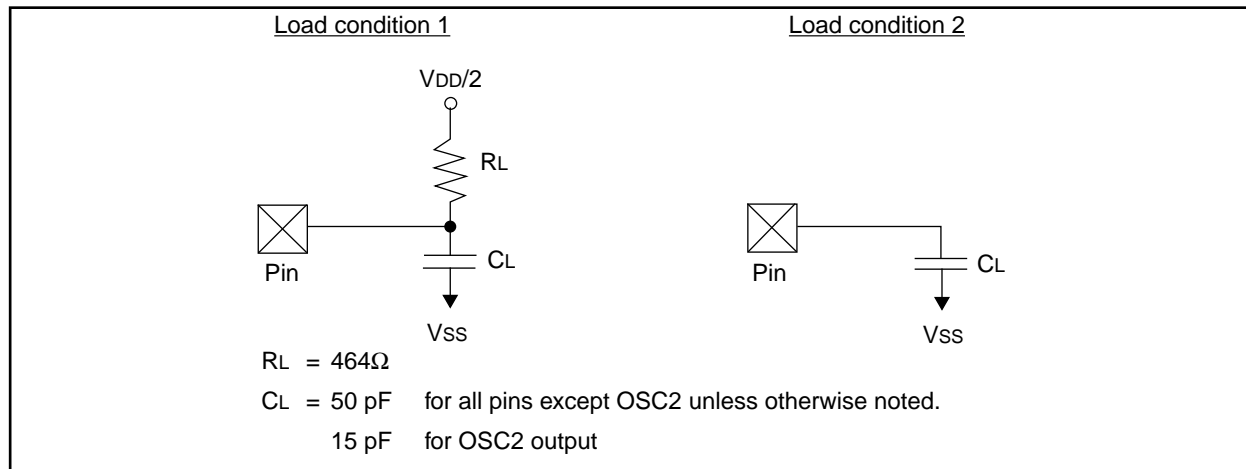 Load condition 1
Load condition 2
VDD/2
RL
Pin
CL
VSS
Pin
CL
VSS
RL = 464Ω
CL = 50 pF for all pins except OSC2 unless otherwise noted.
15 pF for OSC2 output